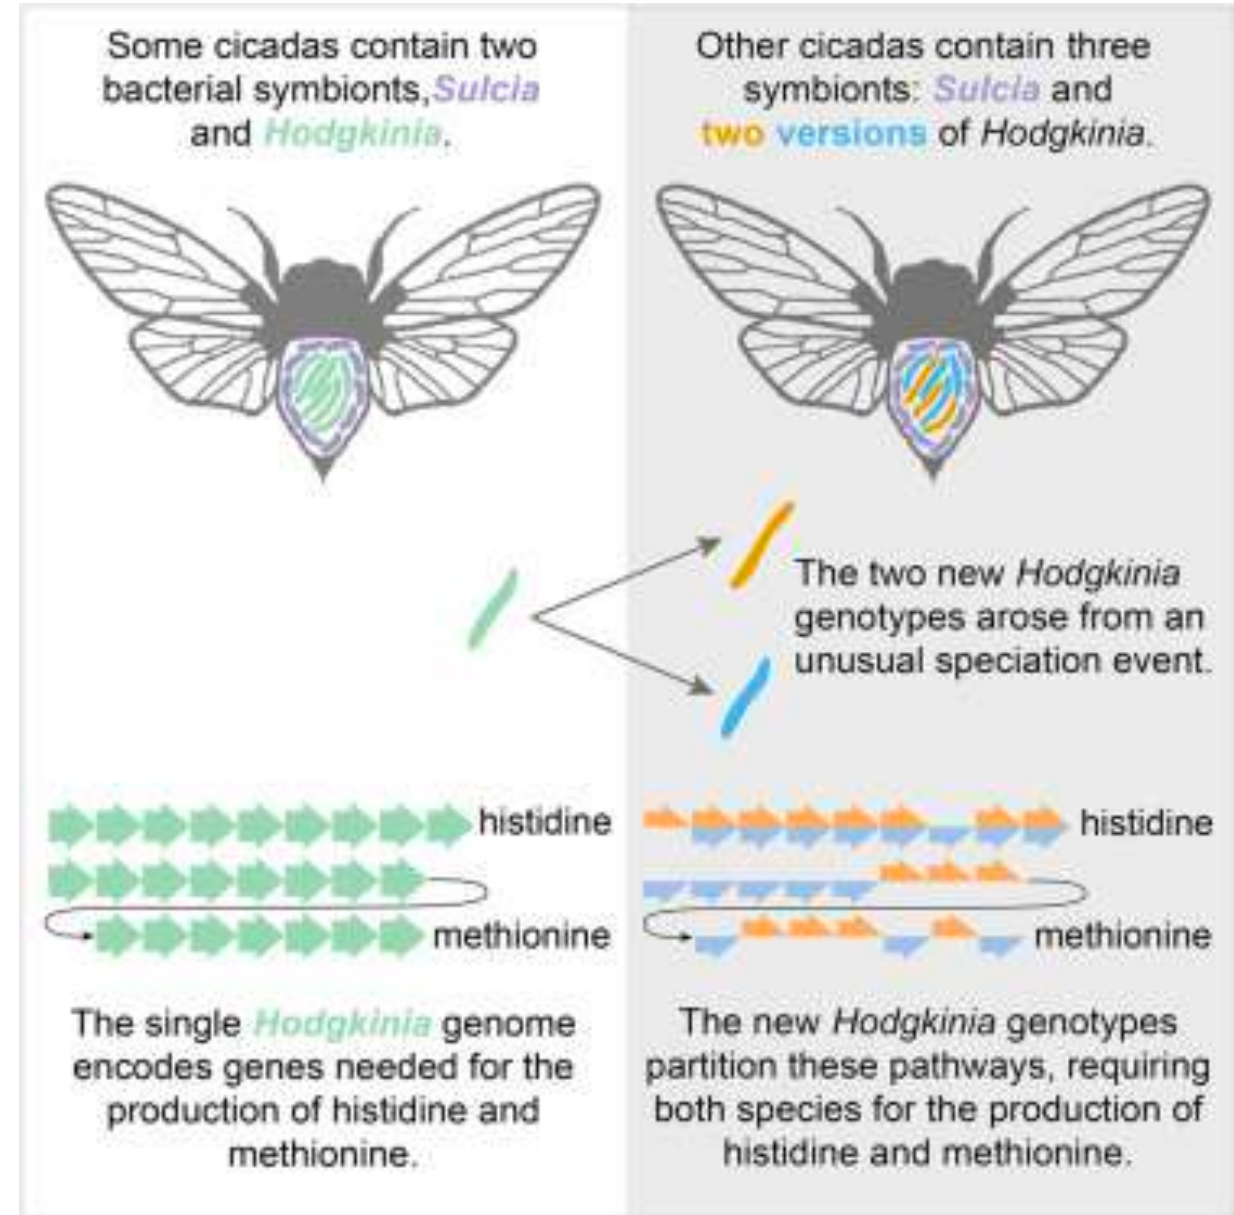 Some cicadas contain two
bacterial symbionts,Sulcia
and Hodgkinia.
Other cicadas contain three
symbionts: Sulcia and
two versions of Hodgkinia.
The two new Hodgkinia
genotypes arose from an
unusual speciation event.
histidine
methionine
histidine
methionine
The single Hodgkinia genome
encodes genes needed for the
production of histidine and
methionine.
The new Hodgkinia genotypes
partition these pathways, requiring
both species for the production of
histidine and methionine.